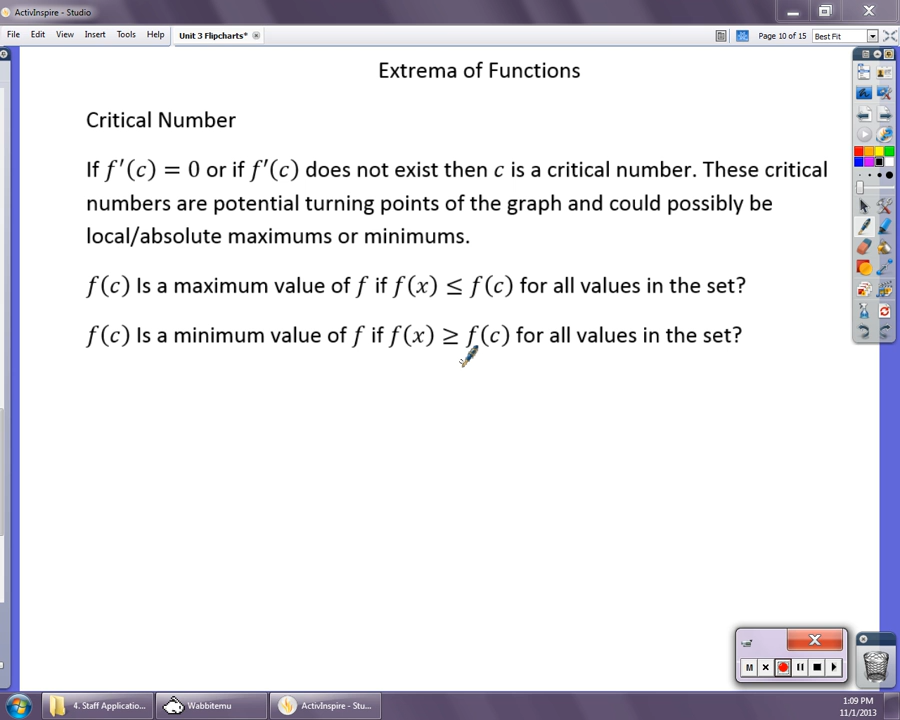 ActivInspire - Studio
File Edit View Insert Tools Help Unit 3 Flipcharts* Page 10 of 15 Best Fit
Extrema of Functions
Critical Number
If f′(c) = 0 or if f′(c) does not exist then c is a critical number. These critical
numbers are potential turning points of the graph and could possibly be
local/absolute maximums or minimums.
f(c) Is a maximum value of f if f(x) ≤ f(c) for all values in the set?
f(c) Is a minimum value of f if f(x) ≥ f(c) for all values in the set?
M
4. Staff Applicatio... Wabbitemu ActivInspire - Stu... 1:09 PM
11/1/2013